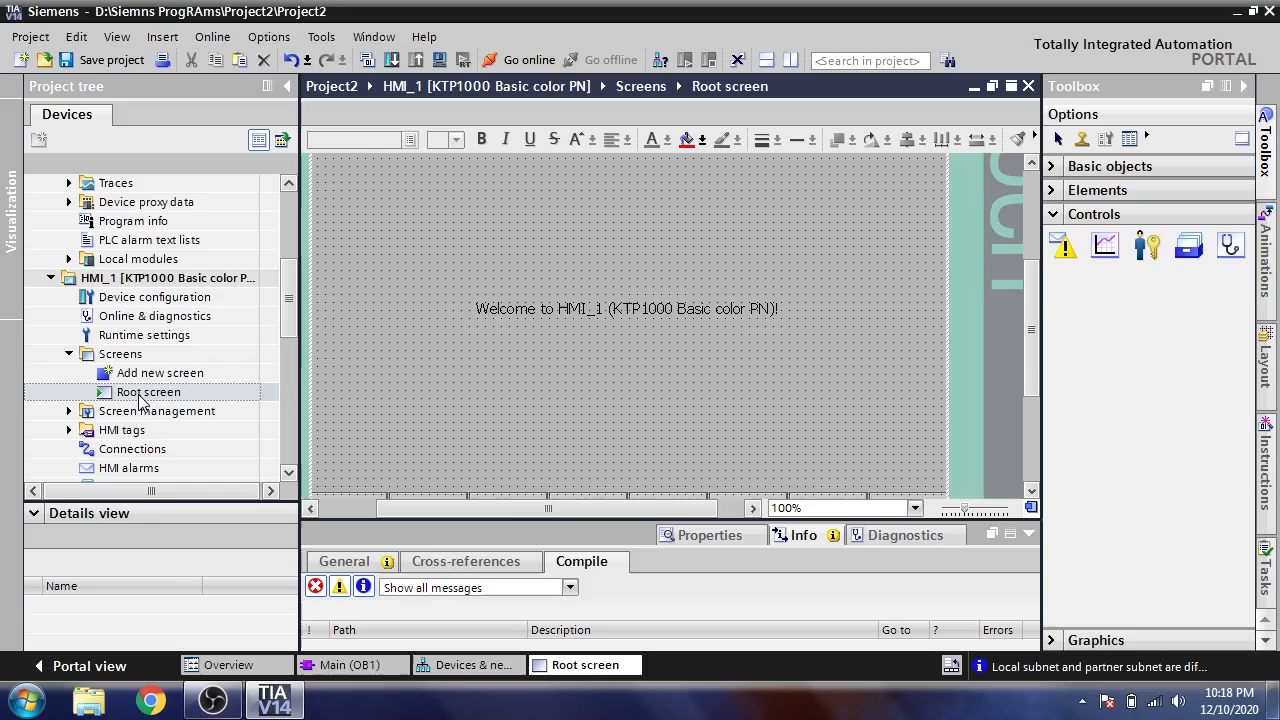 TIA V14 Siemens - D:\Siemns ProgRAms\Project2\Project2
Project Edit View Insert Online Options Tools Window Help
Totally Integrated Automation
PORTAL
Save project
Go online
Go offline
<Search in project>
Project tree
Project2 HMI_1 [KTP1000 Basic color PN] Screens Root screen
Toolbox
Devices
Options
Visualization
B I U S A
Basic objects
Elements
Controls
Traces
Device proxy data
Program info
PLC alarm text lists
Local modules
HMI_1 [KTP1000 Basic color P...
Device configuration
Online & diagnostics
Runtime settings
Screens
Add new screen
Root screen
Screen management
HMI tags
Connections
HMI alarms
Welcome to HMI_1 (KTP1000 Basic color PN)!
Toolbox
Animations
Layout
Instructions
Tasks
100%
Details view
Name
Properties
Info
Diagnostics
General
Cross-references
Compile
Show all messages
! Path Description Go to ? Errors
Graphics
Portal view
Overview
Main (OB1)
Devices & ne...
Root screen
Local subnet and partner subnet are dif...
TIA V14
10:18 PM
12/10/2020